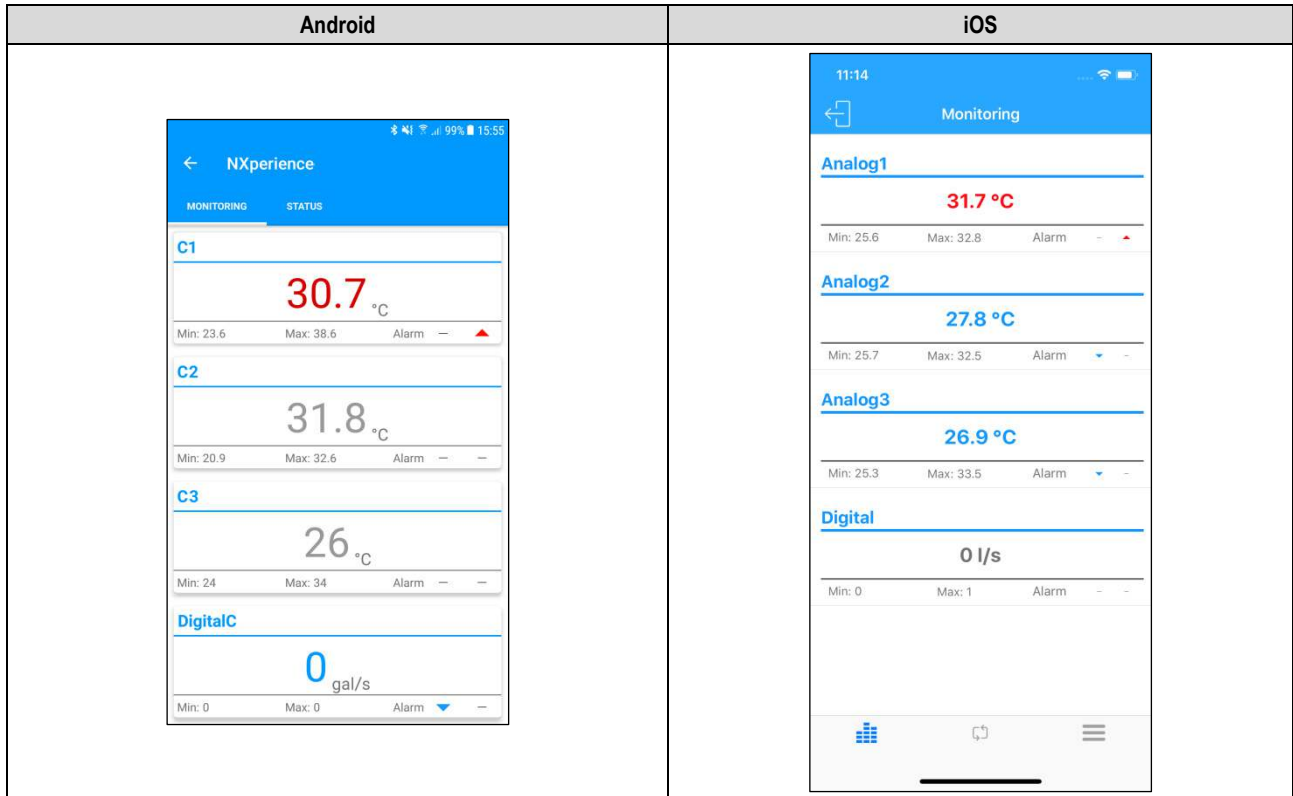 Android
iOS
99% 15:55
NXperience
MONITORING STATUS
C1
30.7 °C
Min: 23.6 Max: 38.6 Alarm –
C2
31.8 °C
Min: 20.9 Max: 32.6 Alarm – –
C3
26 °C
Min: 24 Max: 34 Alarm – –
DigitalC
0 gal/s
Min: 0 Max: 0 Alarm –
11:14
Monitoring
Analog1
31.7 °C
Min: 25.6 Max: 32.8 Alarm -
Analog2
27.8 °C
Min: 25.7 Max: 32.5 Alarm -
Analog3
26.9 °C
Min: 25.3 Max: 33.5 Alarm -
Digital
0 l/s
Min: 0 Max: 1 Alarm - -